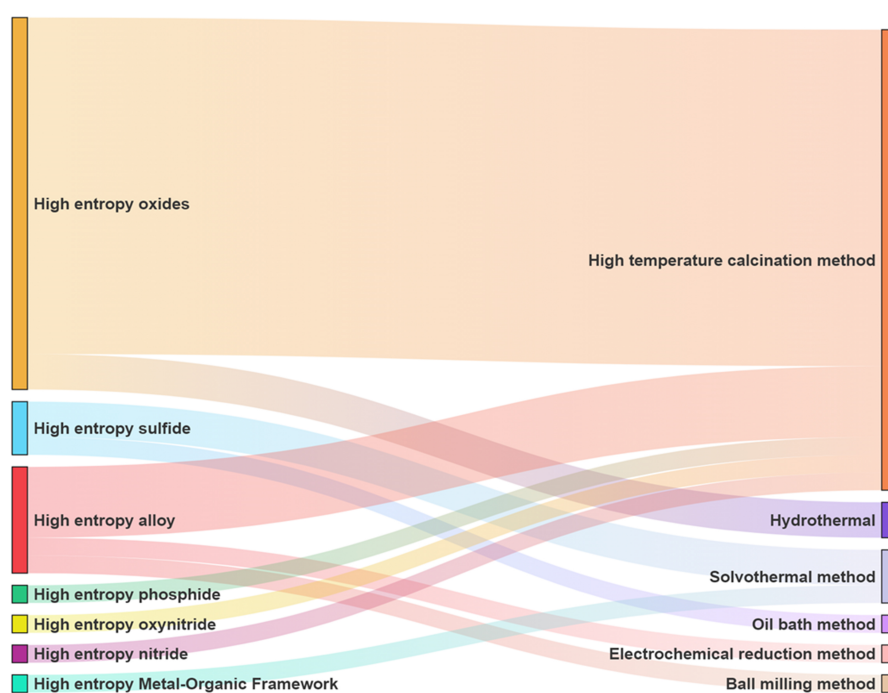 High entropy oxides
High temperature calcination method
High entropy sulfide
High entropy alloy
Hydrothermal
Solvothermal method
High entropy phosphide
High entropy oxynitride
Oil bath method
High entropy nitride
Electrochemical reduction method
High entropy Metal-Organic Framework
Ball milling method